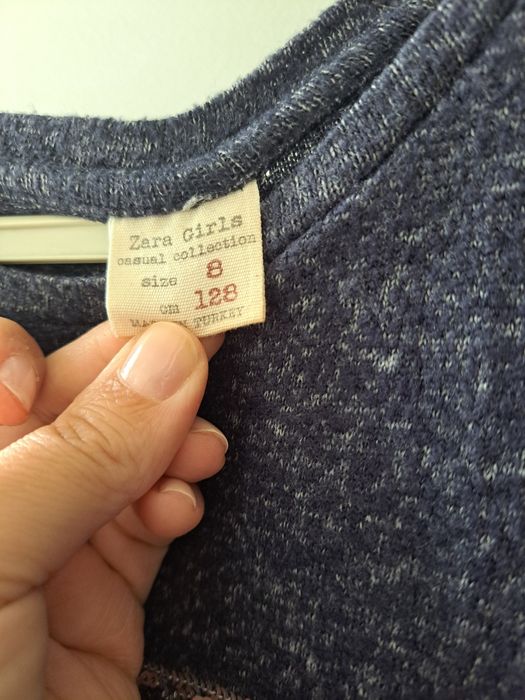 Zara Girls
casual collection
size 8
cm 128
TURKEY